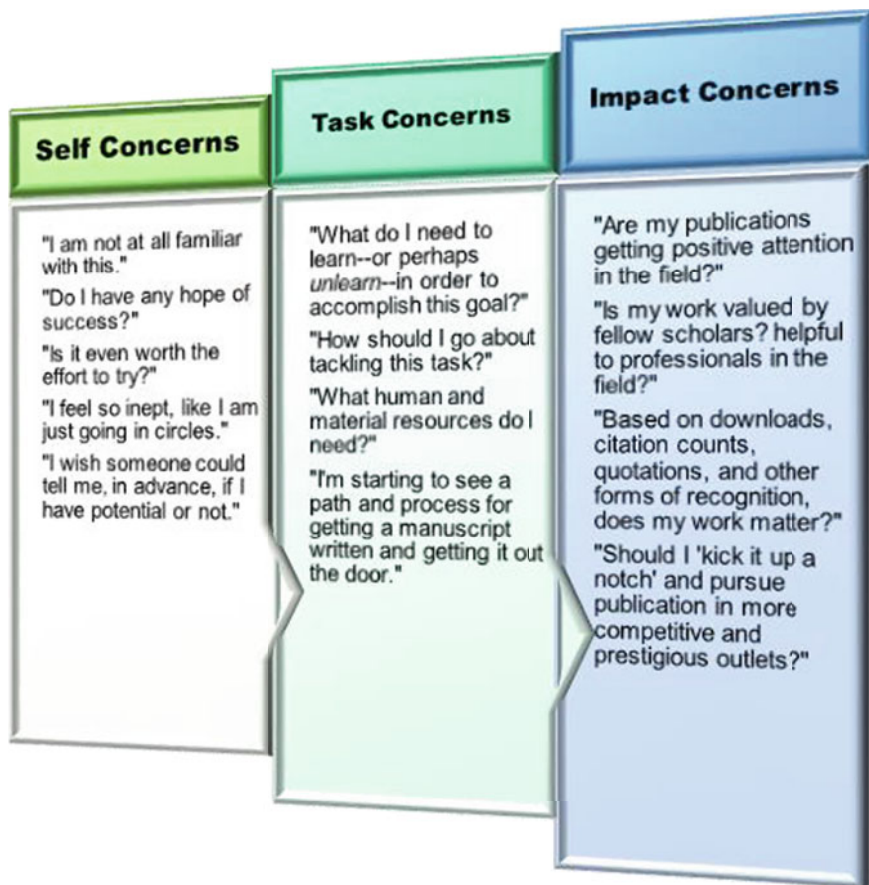 Self Concerns
"I am not at all familiar
with this."
"Do I have any hope of
success?"
"Is it even worth the
effort to try?"
"I feel so inept, like I am
just going in circles."
"I wish someone could
tell me, in advance, if I
have potential or not."
Task Concerns
"What do I need to
learn--or perhaps
unlearn--in order to
accomplish this goal?"
"How should I go about
tackling this task?"
"What human and
material resources do I
need?"
"I'm starting to see a
path and process for
getting a manuscript
written and getting it out
the door."
Impact Concerns
"Are my publications
getting positive attention
in the field?"
"Is my work valued by
fellow scholars? helpful
to professionals in the
field?"
"Based on downloads,
citation counts,
quotations, and other
forms of recognition,
does my work matter?"
"Should I 'kick it up a
notch' and pursue
publication in more
competitive and
prestigious outlets?"